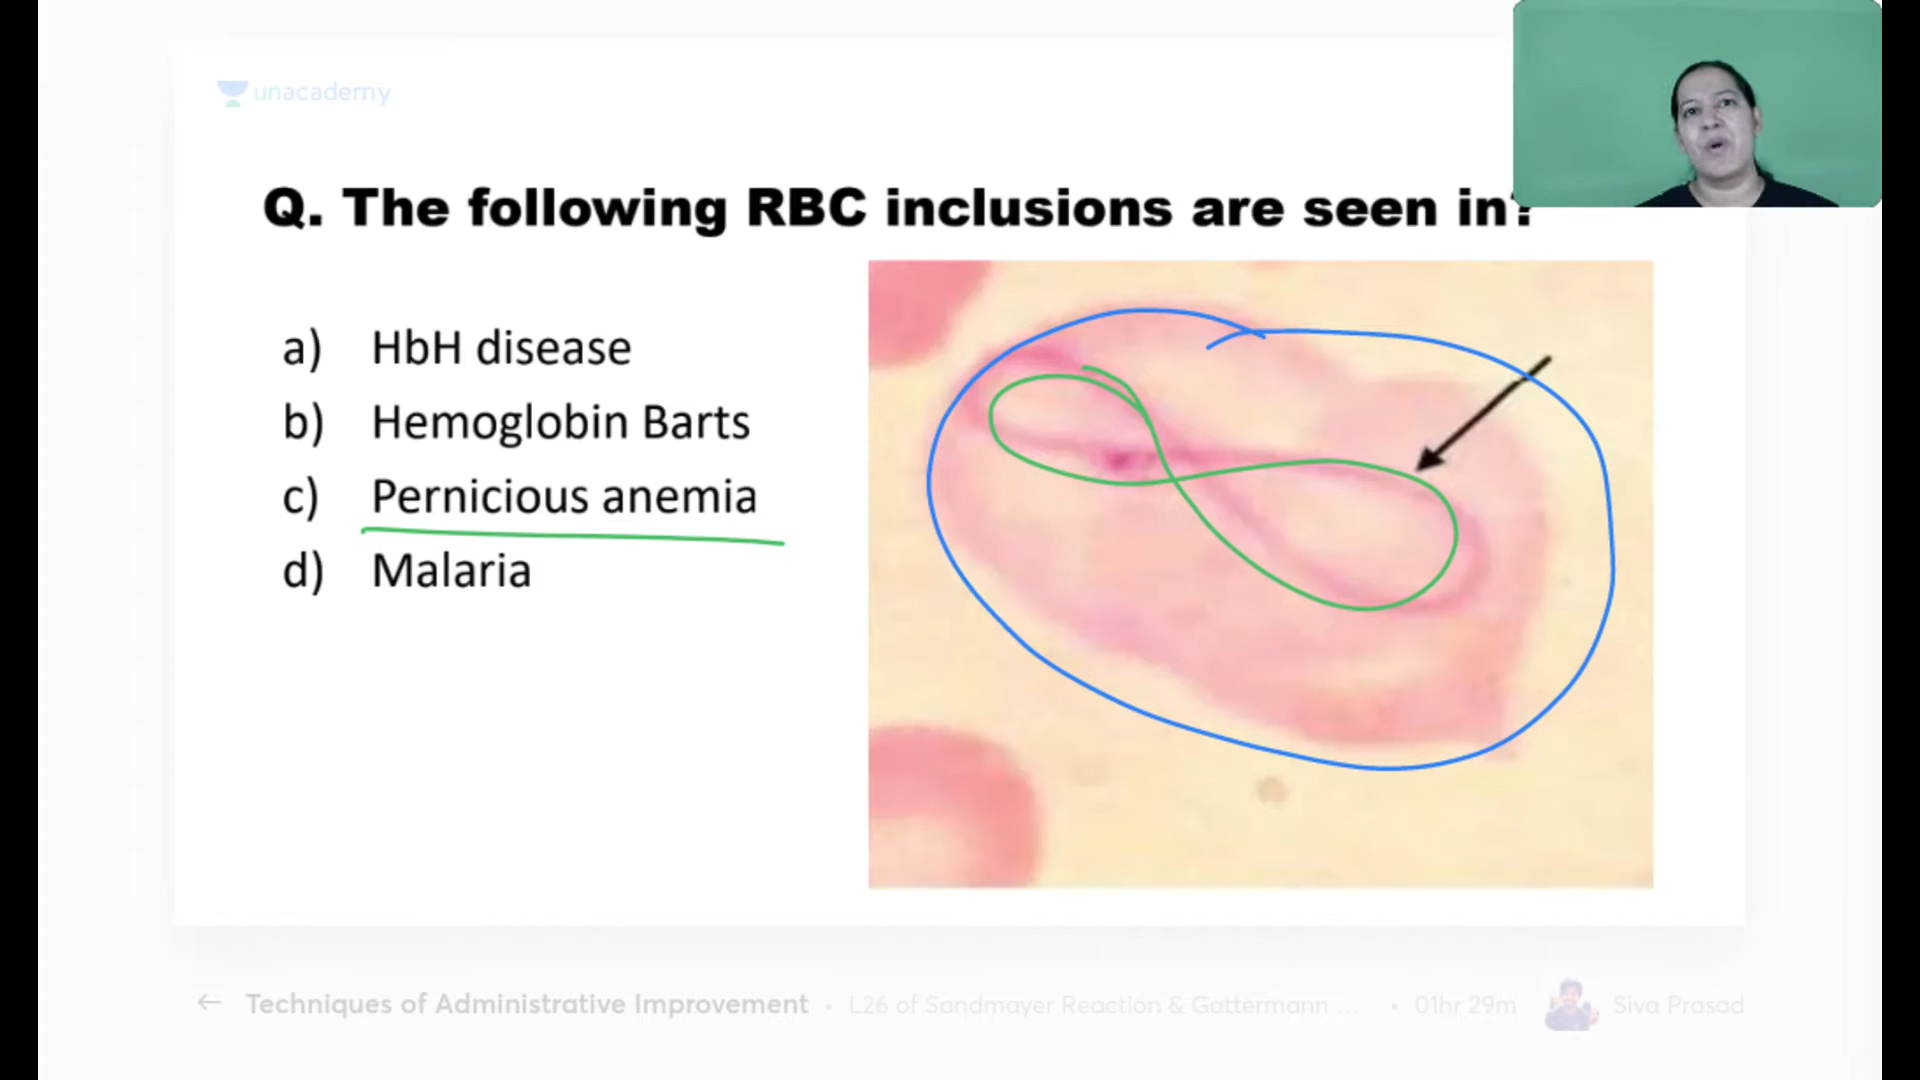 unacademy
Q. The following RBC inclusions are seen in?
a) HbH disease
b) Hemoglobin Barts
c) Pernicious anemia
d) Malaria
← Techniques of Administrative Improvement • L26 of Sandmayer Reaction & Gattermann ... • 01hr 29m Siva Prasad